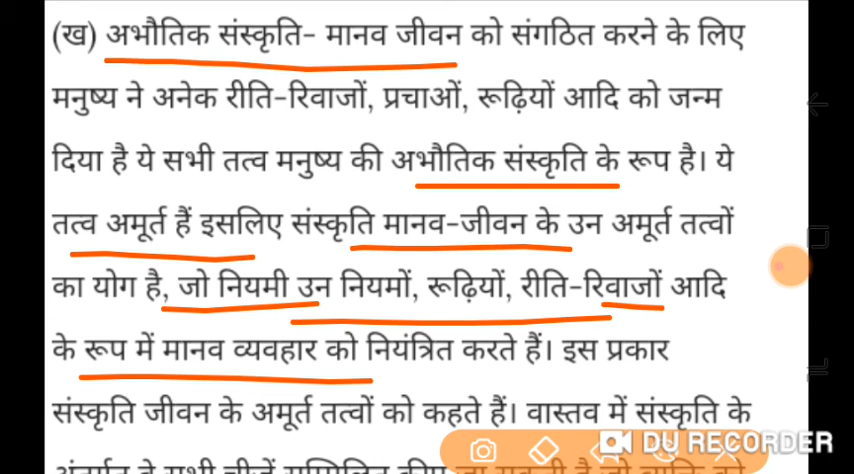 (ख) अभौतिक संस्कृति- मानव जीवन को संगठित करने के लिए
मनुष्य ने अनेक रीति-रिवाजों, प्रचाओं, रूढ़ियों आदि को जन्म
दिया है ये सभी तत्व मनुष्य की अभौतिक संस्कृति के रूप है। ये
तत्व अमूर्त हैं इसलिए संस्कृति मानव-जीवन के उन अमूर्त तत्वों
का योग है, जो नियमी उन नियमों, रूढ़ियों, रीति-रिवाजों आदि
के रूप में मानव व्यवहार को नियंत्रित करते हैं। इस प्रकार
संस्कृति जीवन के अमूर्त तत्वों को कहते हैं। वास्तव में संस्कृति के
DU RECORDER